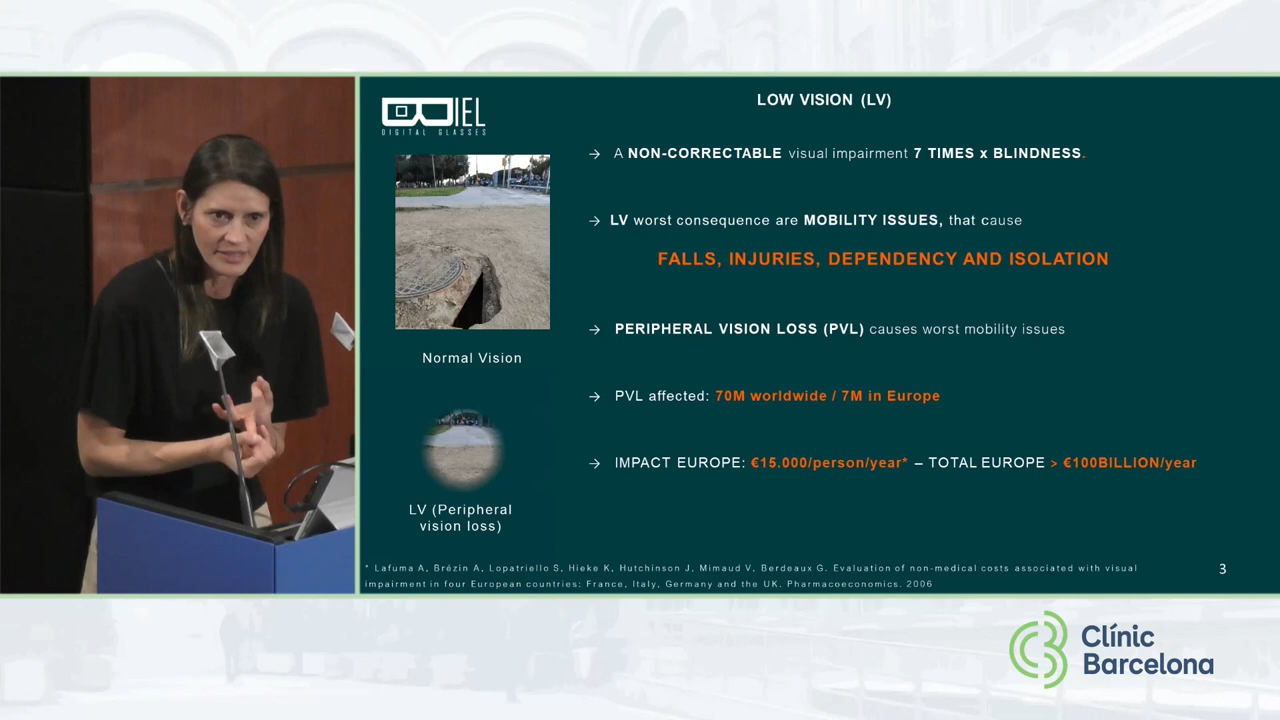 LOW VISION (LV)
BIEL
DIGITAL GLASSES
→ A NON-CORRECTABLE visual impairment 7 TIMES x BLINDNESS.
→ LV worst consequence are MOBILITY ISSUES, that cause
FALLS, INJURIES, DEPENDENCY AND ISOLATION
→ PERIPHERAL VISION LOSS (PVL) causes worst mobility issues
Normal Vision
→ PVL affected: 70M worldwide / 7M in Europe
→ IMPACT EUROPE: €15.000/person/year* – TOTAL EUROPE > €100BILLION/year
LV (Peripheral
vision loss)
* Lafuma A, Brézin A, Lopatriello S, Hieke K, Hutchinson J, Mimaud V, Berdeaux G. Evaluation of non-medical costs associated with visual
impairment in four European countries: France, Italy, Germany and the UK. Pharmacoeconomics. 2006
3
Clínic
Barcelona